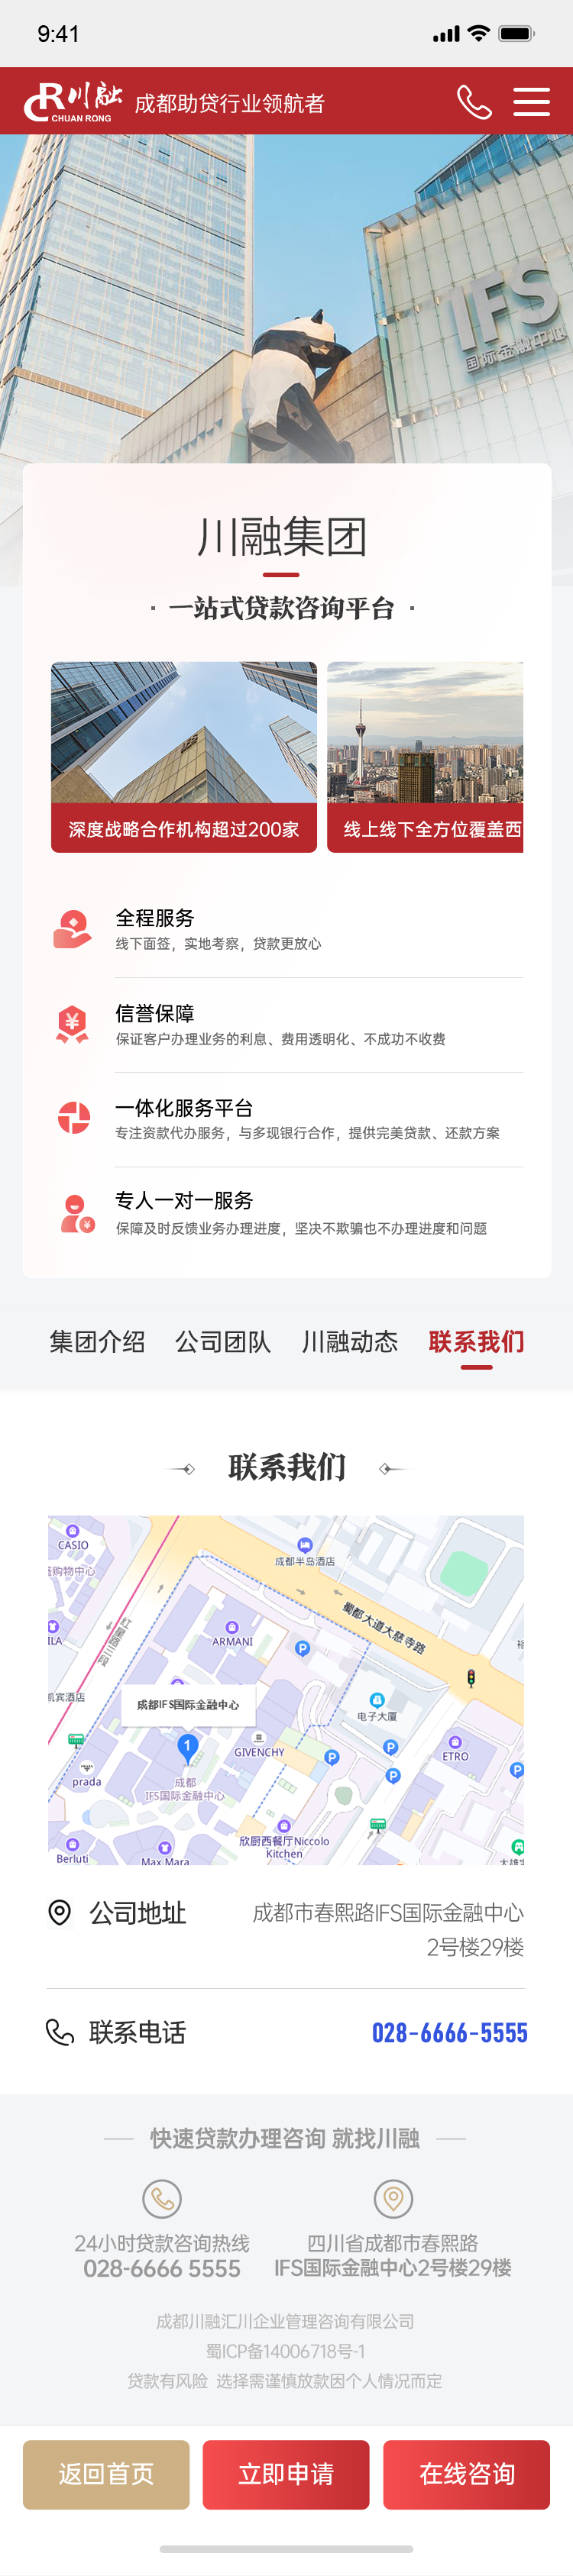 9:41
川融
CHUAN RONG
成都助贷行业领航者
IFS
国际金融中心
川融集团
· 一站式贷款咨询平台 ·
深度战略合作机构超过200家
线上线下全方位覆盖西
全程服务
线下面签，实地考察，贷款更放心
信誉保障
保证客户办理业务的利息、费用透明化、不成功不收费
一体化服务平台
专注资款代办服务，与多现银行合作，提供完美贷款、还款方案
专人一对一服务
保障及时反馈业务办理进度，坚决不欺骗也不办理进度和问题
集团介绍
公司团队
川融动态
联系我们
联系我们
CASIO
购物中心
成都半岛酒店
蜀都大道大慈寺路
红星路三段
ILA
ARMANI
P
凯宾酒店
成都IFS国际金融中心
电子大厦
1
GIVENCHY
P
P
ETRO
P
P
prada
成都
IFS国际金融中心
欣厨西餐厅Niccolo
Kitchen
Berluti
Max Mara
公司地址
成都市春熙路IFS国际金融中心
2号楼29楼
联系电话
028-6666-5555
快速贷款办理咨询 就找川融
24小时贷款咨询热线
028-6666 5555
四川省成都市春熙路
IFS国际金融中心2号楼29楼
成都川融汇川企业管理咨询有限公司
蜀ICP备14006718号-1
贷款有风险 选择需谨慎放款因个人情况而定
返回首页
立即申请
在线咨询